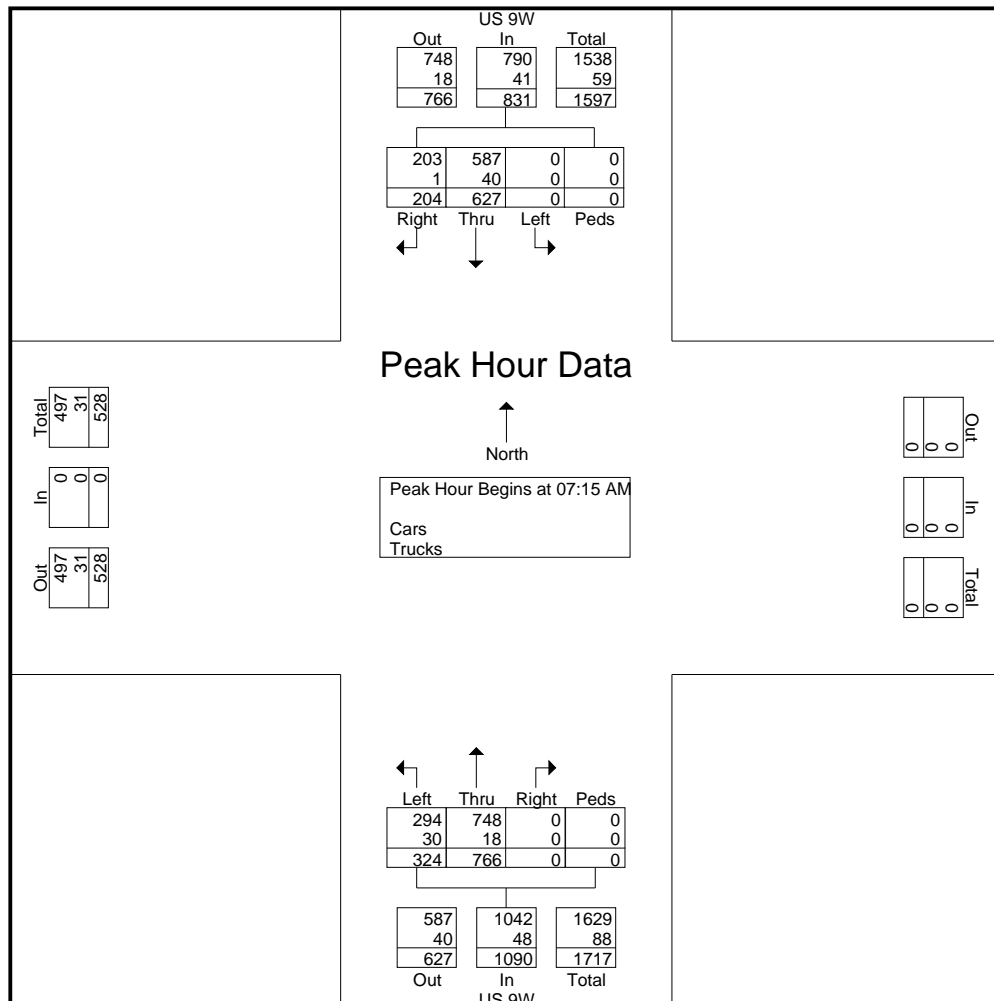 US 9W
Out In Total
748 790 1538
18 41 59
766 831 1597
203 587 0 0
1 40 0 0
204 627 0 0
Right Thru Left Peds
Peak Hour Data
North
Peak Hour Begins at 07:15 AM
Cars
Trucks
Total
497
31
528
In
0
0
0
Out
497
31
528
Out
0
0
0
In
0
0
0
Total
0
0
0
Left Thru Right Peds
294 748 0 0
30 18 0 0
324 766 0 0
587 1042 1629
40 48 88
627 1090 1717
Out In Total
US 9W